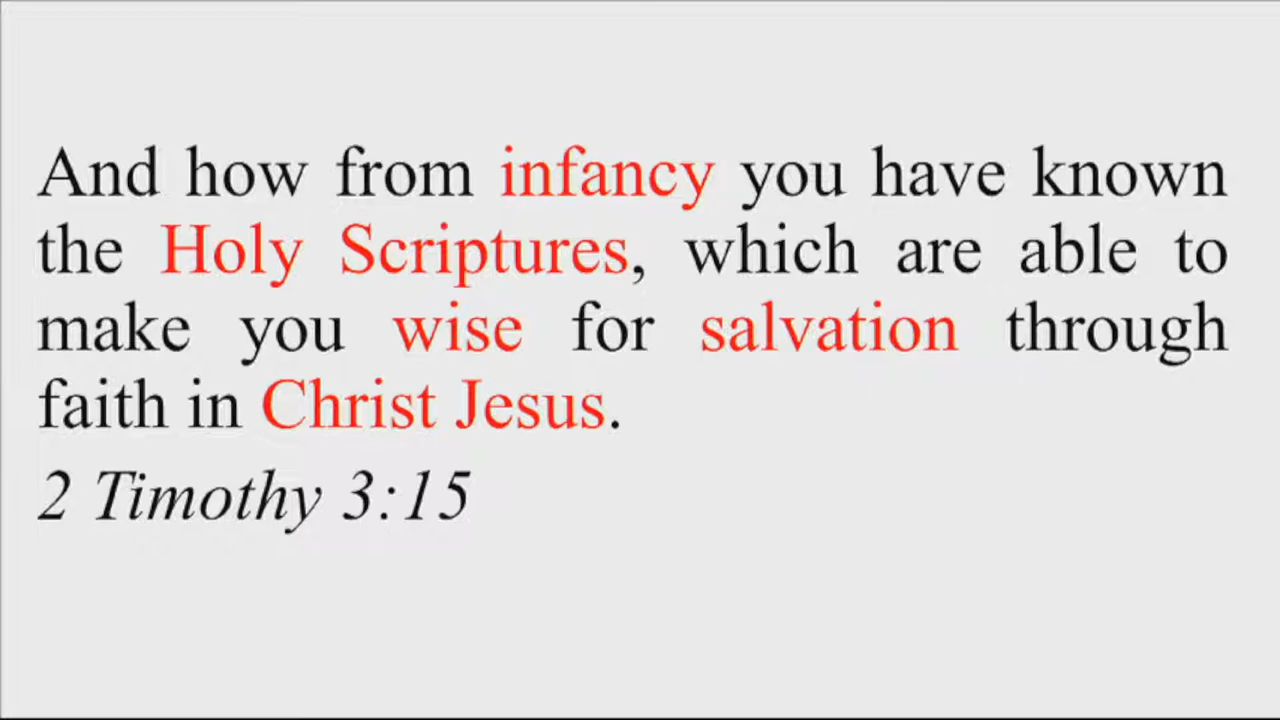 And how from infancy you have known
the Holy Scriptures, which are able to
make you wise for salvation through
faith in Christ Jesus.
2 Timothy 3:15